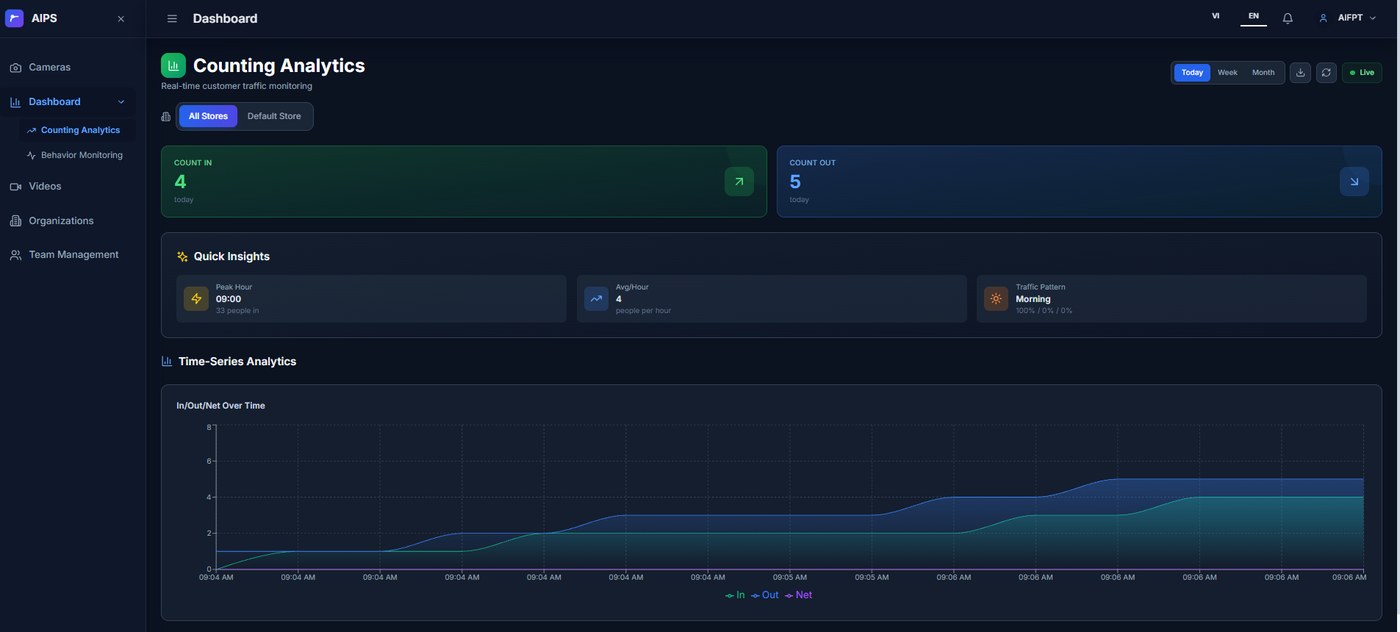 AIPS
Dashboard
VI
EN
AIFPT
Cameras
Dashboard
Counting Analytics
Behavior Monitoring
Videos
Organizations
Team Management
Counting Analytics
Real-time customer traffic monitoring
Today
Week
Month
Live
All Stores
Default Store
COUNT IN
4
today
COUNT OUT
5
today
Quick Insights
Peak Hour
09:00
33 people in
Avg/Hour
4
people per hour
Traffic Pattern
Morning
100% / 0% / 0%
Time-Series Analytics
In/Out/Net Over Time
8
6
4
2
0
09:04 AM 09:04 AM 09:04 AM 09:04 AM 09:04 AM 09:04 AM 09:04 AM 09:05 AM 09:05 AM 09:06 AM 09:06 AM 09:06 AM 09:06 AM 09:06 AM 09:06 AM
In Out Net